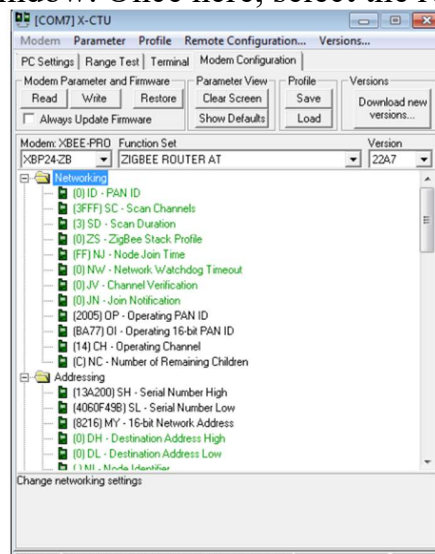 [COM7] X-CTU
Modem Parameter Profile Remote Configuration... Versions...
PC Settings Range Test Terminal Modem Configuration
Modem Parameter and Firmware Parameter View Profile Versions
Read Write Restore Clear Screen Save Download new versions...
Always Update Firmware Show Defaults Load
Modem: XBEE-PRO Function Set Version
XBP24-ZB ZIGBEE ROUTER AT 22A7
Networking
(0) ID - PAN ID
(3FFF) SC - Scan Channels
(3) SD - Scan Duration
(0) ZS - ZigBee Stack Profile
(FF) NJ - Node Join Time
(0) NW - Network Watchdog Timeout
(0) JV - Channel Verification
(0) JN - Join Notification
(2005) OP - Operating PAN ID
(BA77) OI - Operating 16-bit PAN ID
(14) CH - Operating Channel
(C) NC - Number of Remaining Children
Addressing
(13A200) SH - Serial Number High
(4060F49B) SL - Serial Number Low
(8216) MY - 16-bit Network Address
(0) DH - Destination Address High
(0) DL - Destination Address Low
( ) NI - Node Identifier
Change networking settings